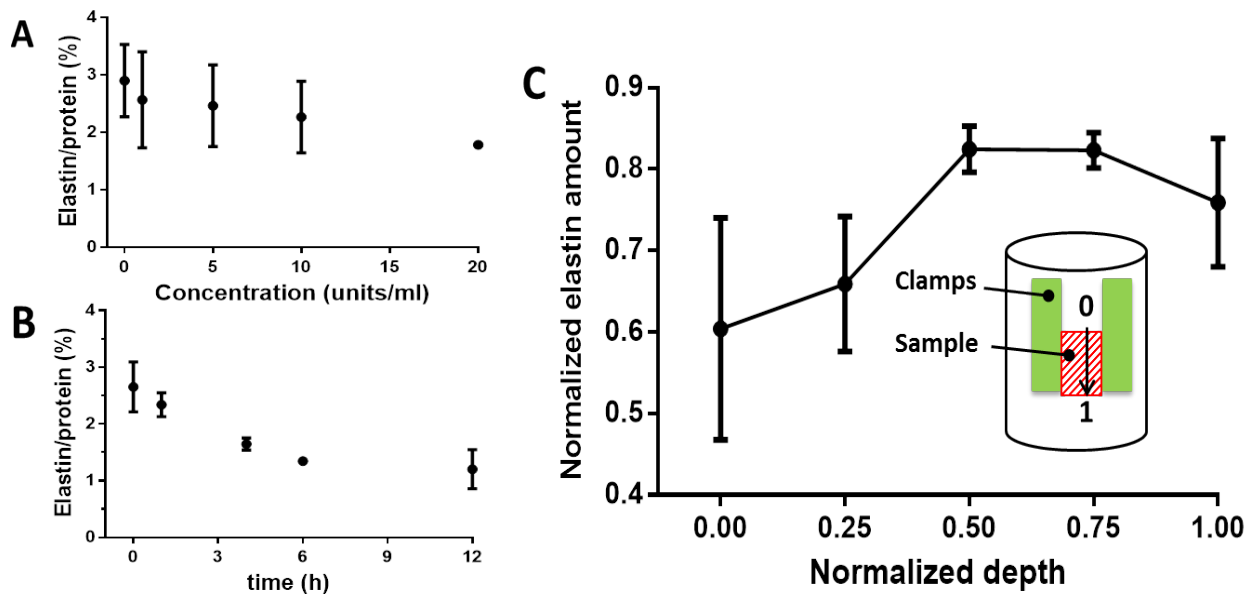 A
Elastin/protein (%)
4
3
2
1
0
0 5 10 15 20
Concentration (units/ml)
B
Elastin/protein (%)
4
3
2
1
0
0 3 6 9 12
time (h)
C
Normalized elastin amount
0.9
0.8
0.7
0.6
0.5
0.4
0.00 0.25 0.50 0.75 1.00
Normalized depth
Clamps
0
Sample
1